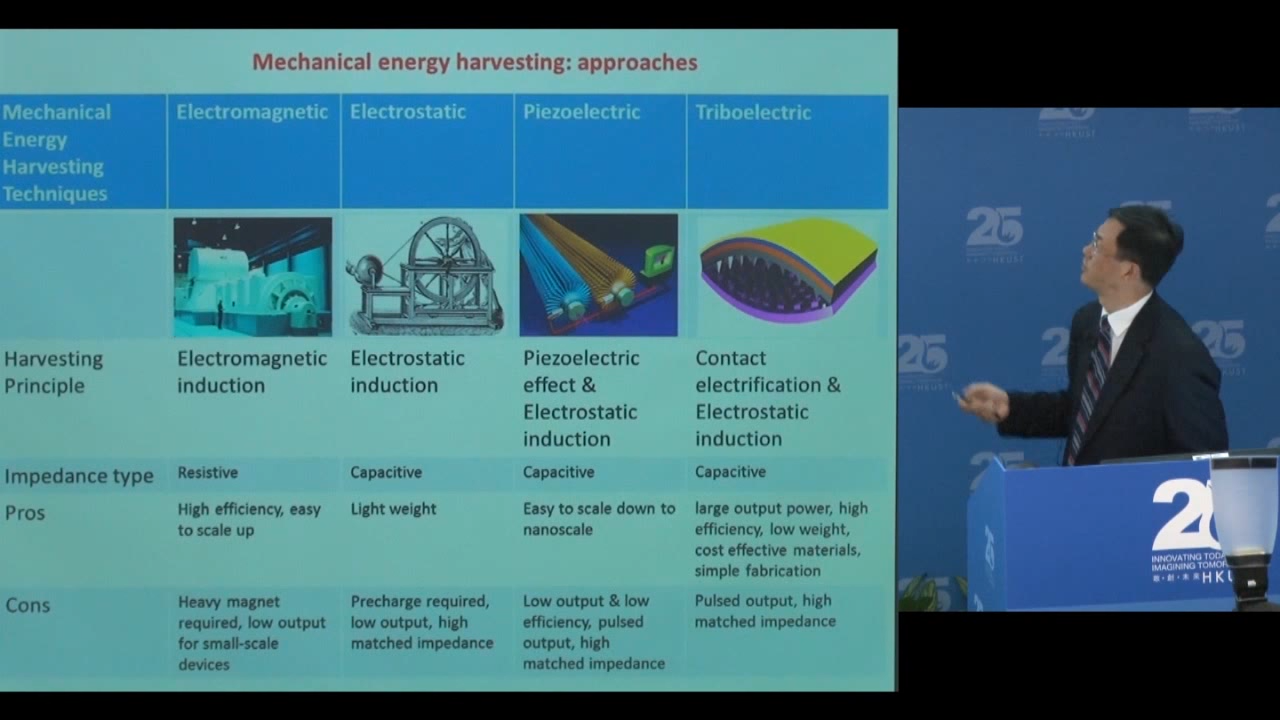 Mechanical energy harvesting: approaches
Mechanical
Energy
Harvesting
Techniques
Electromagnetic
Electrostatic
Piezoelectric
Triboelectric
Harvesting
Principle
Electromagnetic
induction
Electrostatic
induction
Piezoelectric
effect &
Electrostatic
induction
Contact
electrification &
Electrostatic
induction
Impedance type
Resistive
Capacitive
Capacitive
Capacitive
Pros
High efficiency, easy
to scale up
Light weight
Easy to scale down to
nanoscale
large output power, high
efficiency, low weight,
cost effective materials,
simple fabrication
Cons
Heavy magnet
required, low output
for small-scale
devices
Precharge required,
low output, high
matched impedance
Low output & low
efficiency, pulsed
output, high
matched impedance
Pulsed output, high
matched impedance
25
HKUST
25
HKUST
25
25
25
25
INNOVATING TODA
IMAGINING TOMOR
HKU